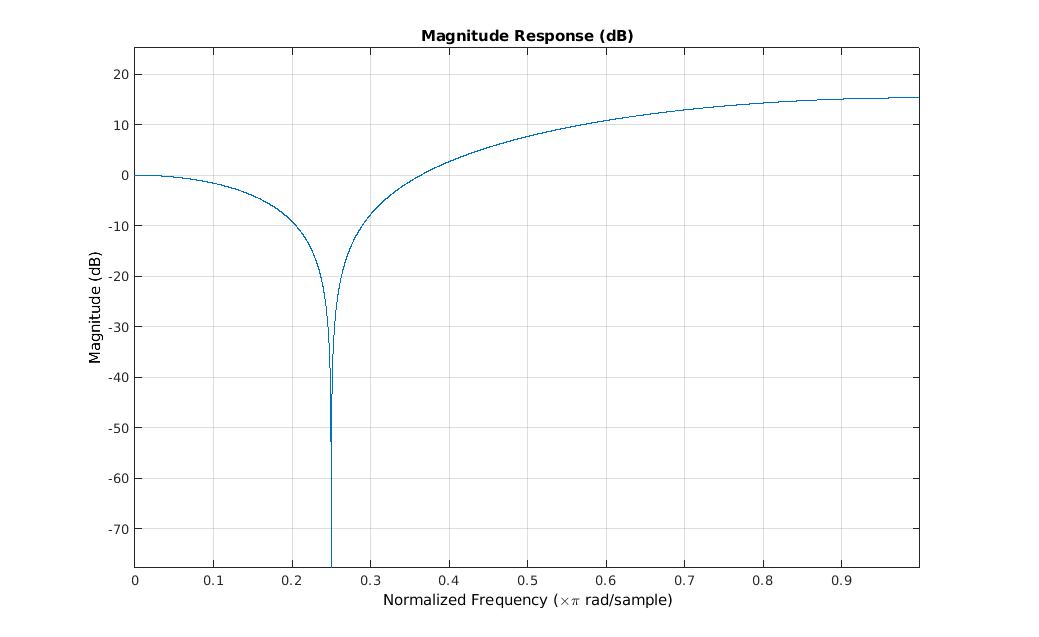 Magnitude Response (dB)
20
10
0
-10
-20
-30
-40
-50
-60
-70
Magnitude (dB)
0 0.1 0.2 0.3 0.4 0.5 0.6 0.7 0.8 0.9
Normalized Frequency (×π rad/sample)